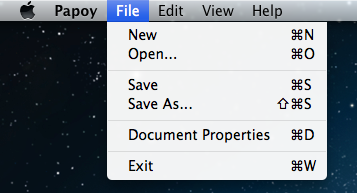 Papoy File Edit View Help
New ⌘N
Open... ⌘O
Save ⌘S
Save As... ⇧⌘S
Document Properties ⌘D
Exit ⌘W